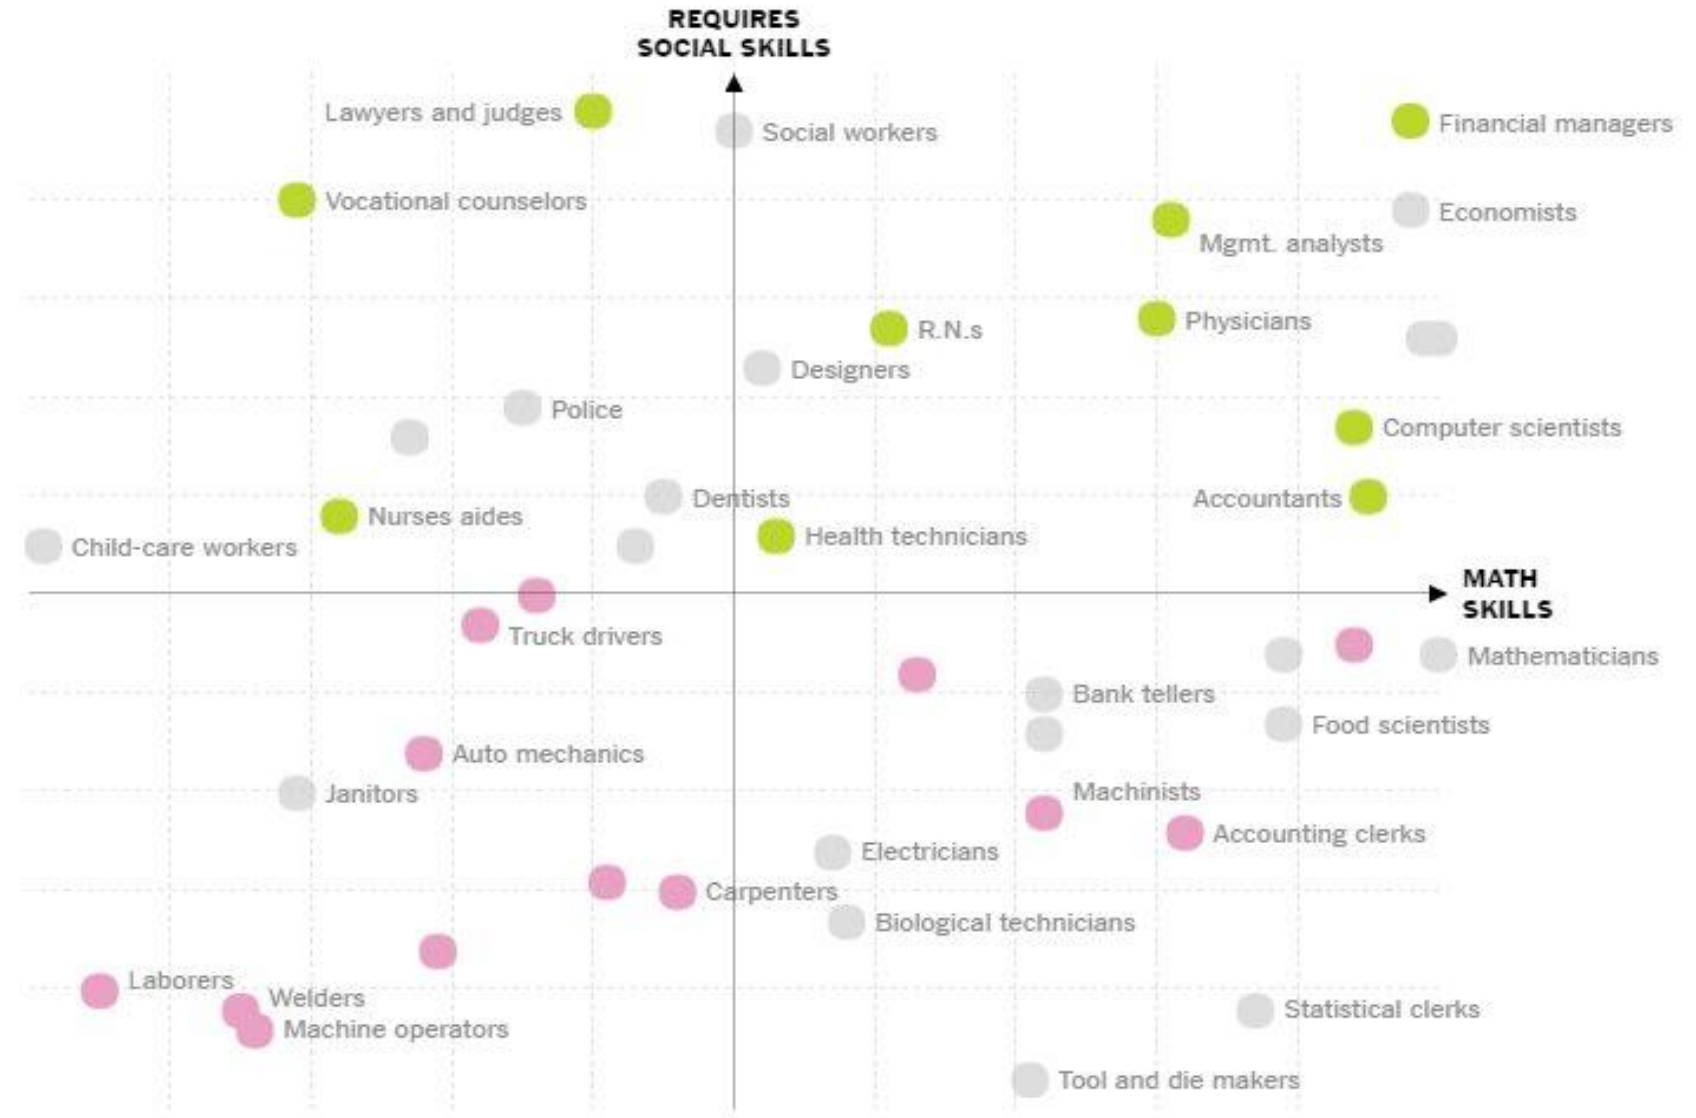 REQUIRES
SOCIAL SKILLS
Lawyers and judges
Social workers
Financial managers
Vocational counselors
Economists
Mgmt. analysts
Physicians
R.N.s
Designers
Police
Computer scientists
Dentists
Accountants
Nurses aides
Health technicians
Child-care workers
MATH
SKILLS
Truck drivers
Mathematicians
Bank tellers
Food scientists
Auto mechanics
Machinists
Janitors
Accounting clerks
Electricians
Carpenters
Biological technicians
Laborers
Welders
Statistical clerks
Machine operators
Tool and die makers